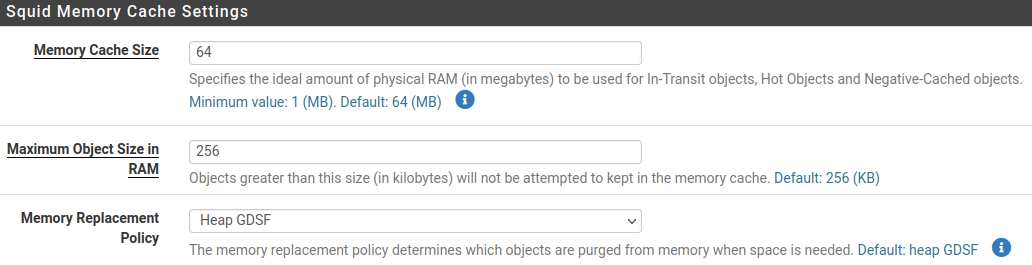 Squid Memory Cache Settings
Memory Cache Size
64
Specifies the ideal amount of physical RAM (in megabytes) to be used for In-Transit objects, Hot Objects and Negative-Cached objects.
Minimum value: 1 (MB). Default: 64 (MB)
Maximum Object Size in
RAM
256
Objects greater than this size (in kilobytes) will not be attempted to kept in the memory cache. Default: 256 (KB)
Memory Replacement
Policy
Heap GDSF
The memory replacement policy determines which objects are purged from memory when space is needed. Default: heap GDSF